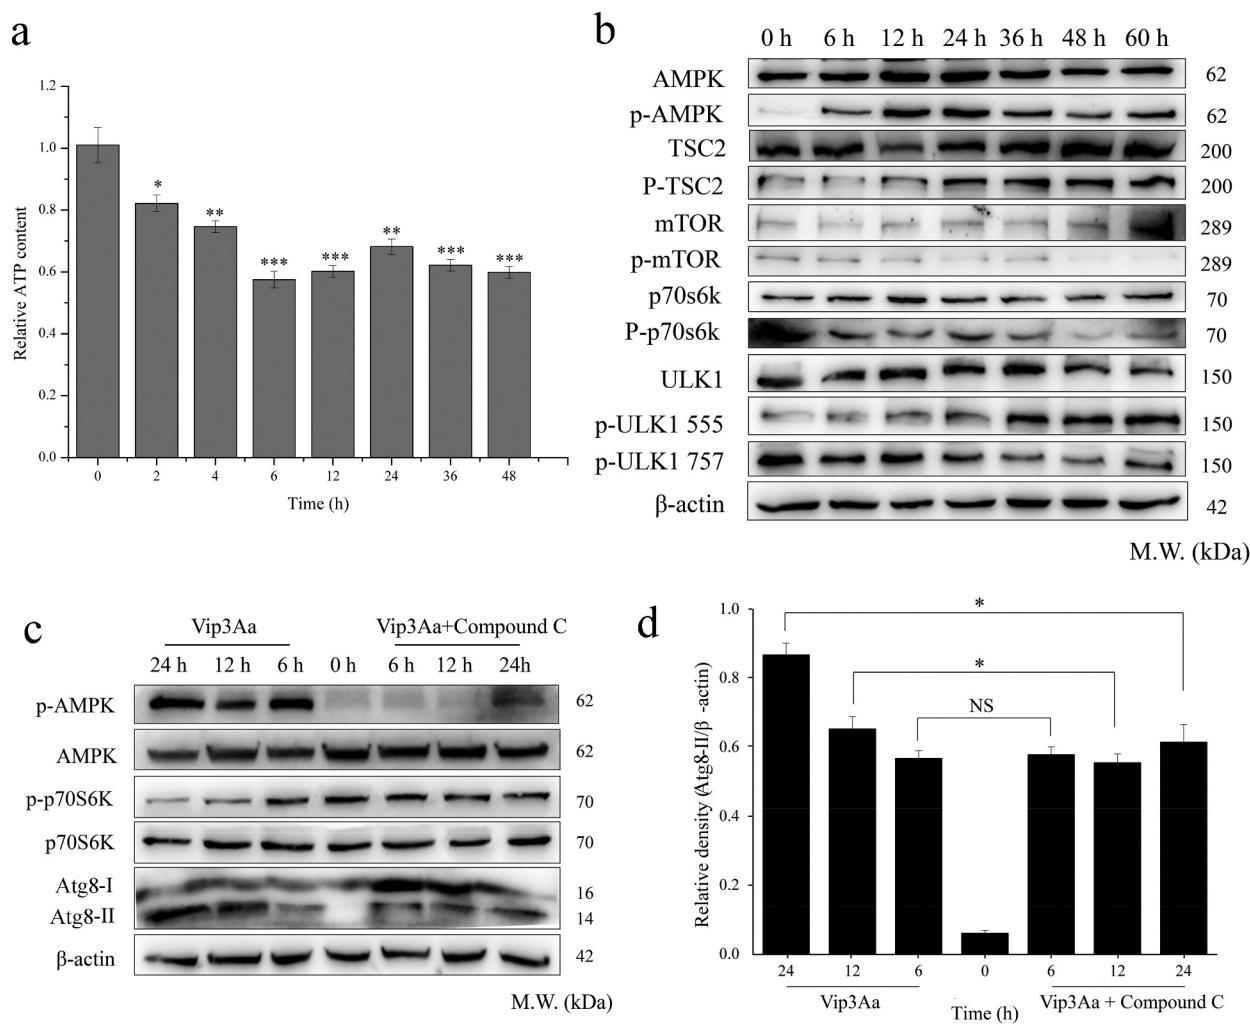 a
1.2
1.0
0.8
0.6
0.4
0.2
0.0
Relative ATP content
*
**
***
***
**
***
***
0 2 4 6 12 24 36 48
Time (h)
b
0 h 6 h 12 h 24 h 36 h 48 h 60 h
AMPK 62
p-AMPK 62
TSC2 200
P-TSC2 200
mTOR 289
p-mTOR 289
p70s6k 70
P-p70s6k 70
ULK1 150
p-ULK1 555 150
p-ULK1 757 150
β-actin 42
M.W. (kDa)
c
Vip3Aa Vip3Aa+Compound C
24 h 12 h 6 h 0 h 6 h 12 h 24h
p-AMPK 62
AMPK 62
p-p70S6K 70
p70S6K 70
Atg8-I 16
Atg8-II 14
β-actin 42
M.W. (kDa)
d
1.0
0.8
0.6
0.4
0.2
0.0
Relative density (Atg8-II/β -actin)
*
*
NS
24 12 6 0 6 12 24
Vip3Aa Vip3Aa + Compound C
Time (h)